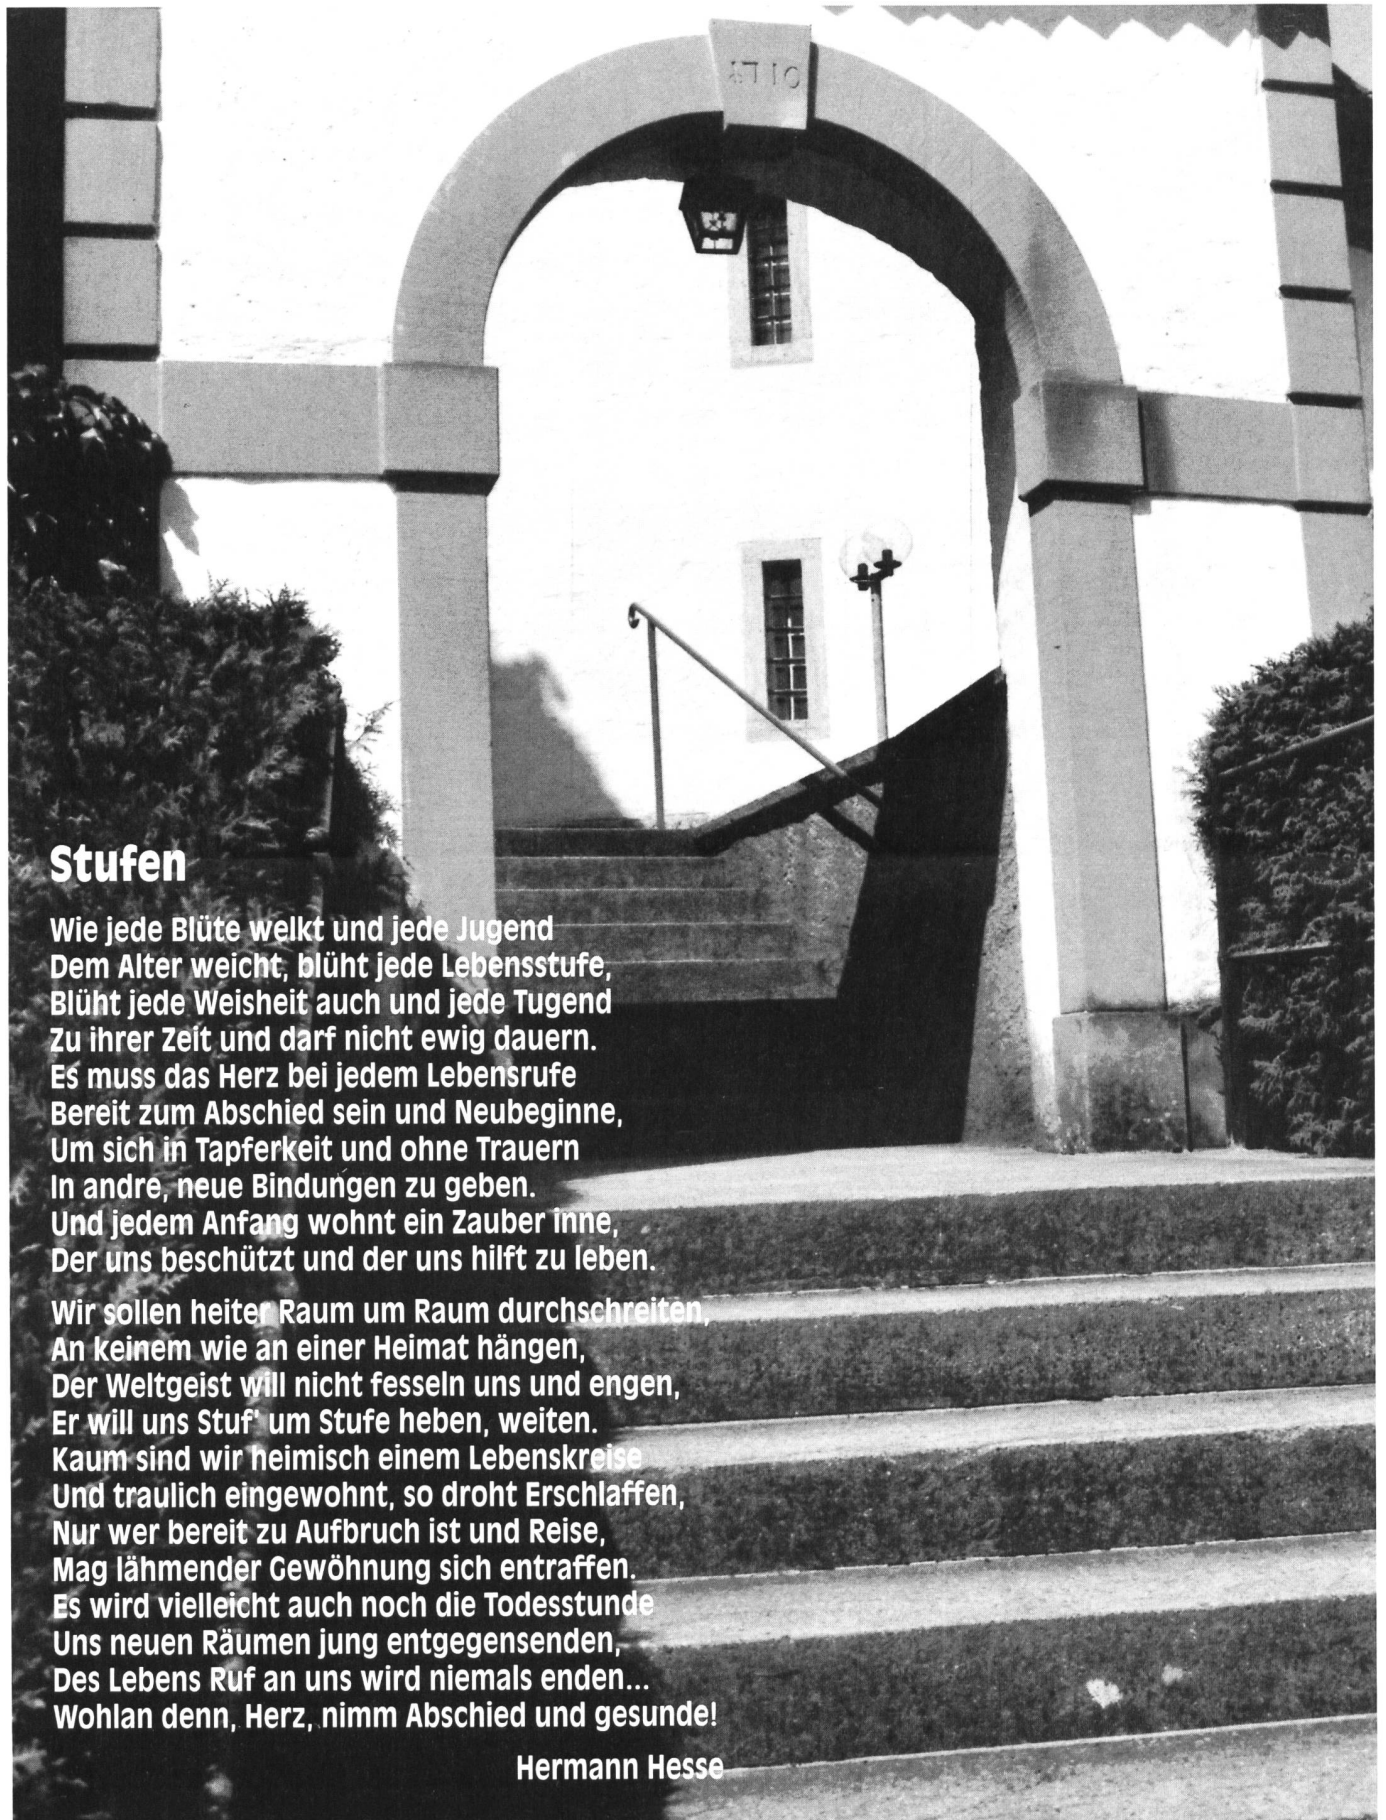 1710
Stufen
Wie jede Blüte welkt und jede Jugend
Dem Alter weicht, blüht jede Lebensstufe,
Blüht jede Weisheit auch und jede Tugend
Zu ihrer Zeit und darf nicht ewig dauern.
Es muss das Herz bei jedem Lebensrufe
Bereit zum Abschied sein und Neubeginne,
Um sich in Tapferkeit und ohne Trauern
In andre, neue Bindungen zu geben.
Und jedem Anfang wohnt ein Zauber inne,
Der uns beschützt und der uns hilft zu leben.
Wir sollen heiter Raum um Raum durchschreiten,
An keinem wie an einer Heimat hängen,
Der Weltgeist will nicht fesseln uns und engen,
Er will uns Stuf' um Stufe heben, weiten.
Kaum sind wir heimisch einem Lebenskreise
Und traulich eingewohnt, so droht Erschlaffen,
Nur wer bereit zu Aufbruch ist und Reise,
Mag lähmender Gewöhnung sich entraffen.
Es wird vielleicht auch noch die Todesstunde
Uns neuen Räumen jung entgegensenden,
Des Lebens Ruf an uns wird niemals enden...
Wohlan denn, Herz, nimm Abschied und gesunde!
Hermann Hesse